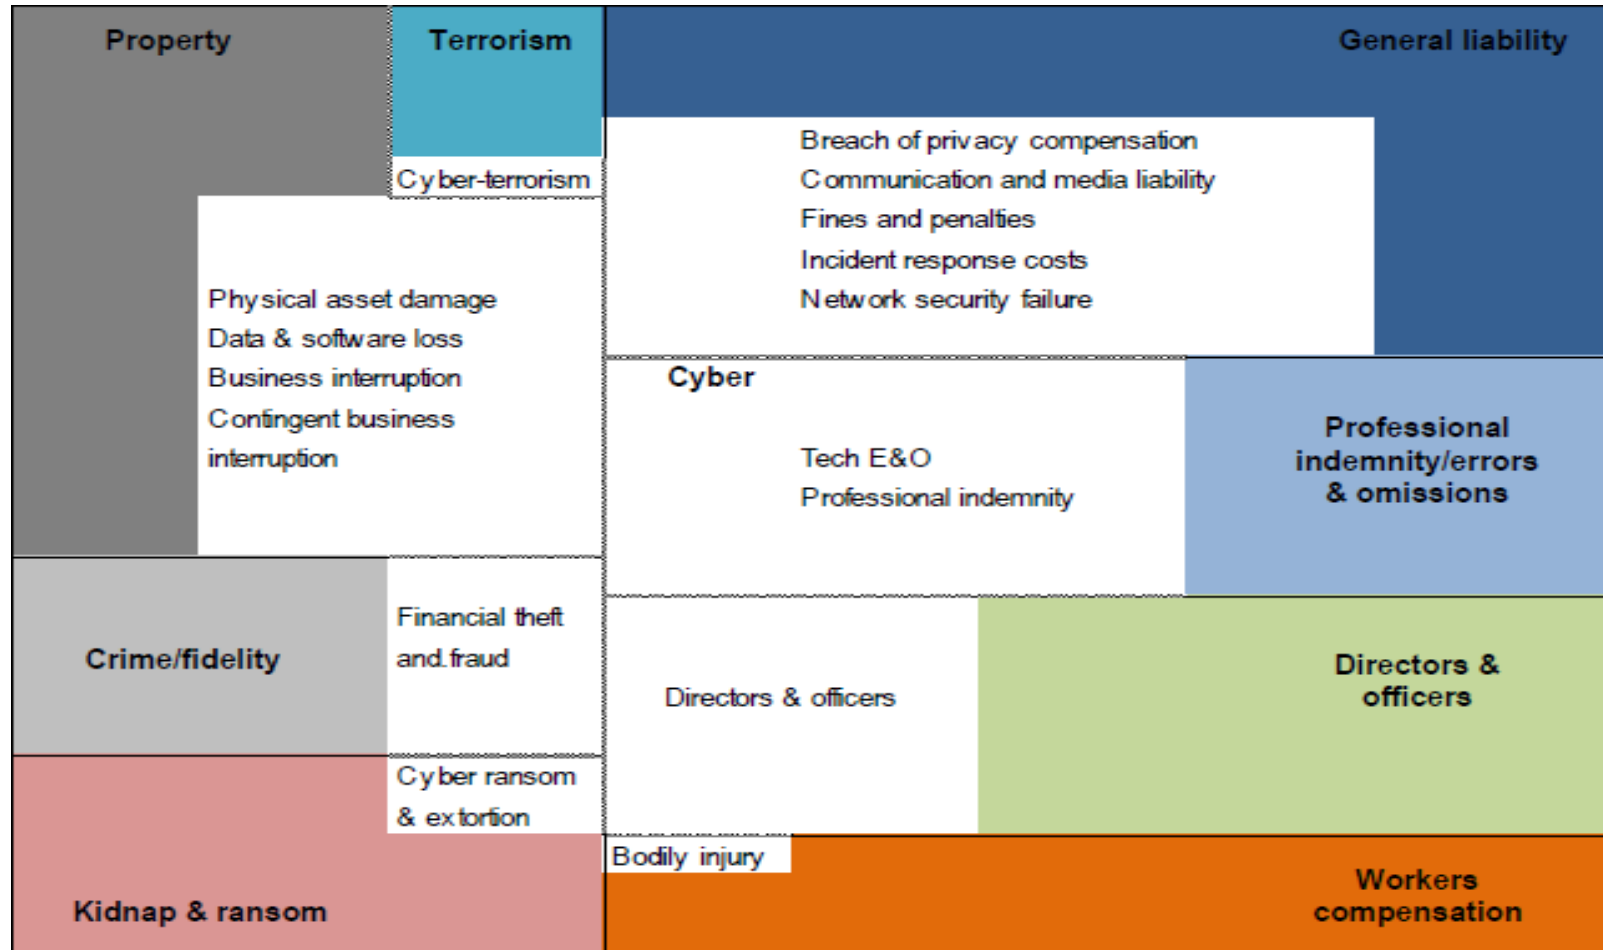 Property
Terrorism
General liability
Cyber-terrorism
Breach of privacy compensation
Communication and media liability
Fines and penalties
Incident response costs
Network security failure
Physical asset damage
Data & software loss
Business interruption
Contingent business
interruption
Cyber
Tech E&O
Professional indemnity
Professional
indemnity/errors
& omissions
Crime/fidelity
Financial theft
and.fraud
Directors & officers
Directors &
officers
Cyber ransom
& extortion
Kidnap & ransom
Bodily injury
Workers
compensation